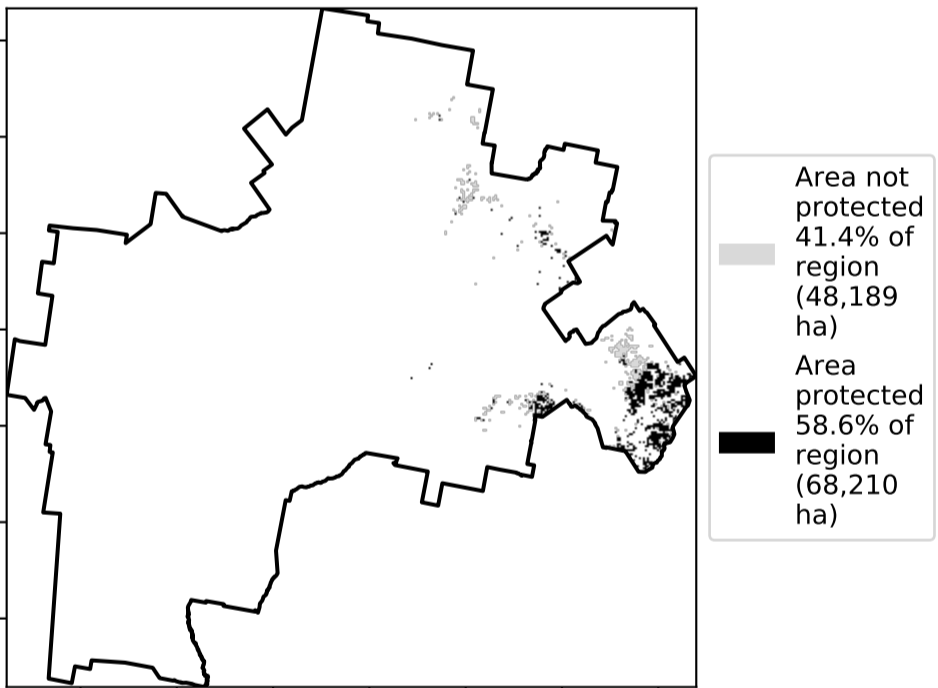 Area not
protected
41.4% of
region
(48,189
ha)
Area
protected
58.6% of
region
(68,210
ha)